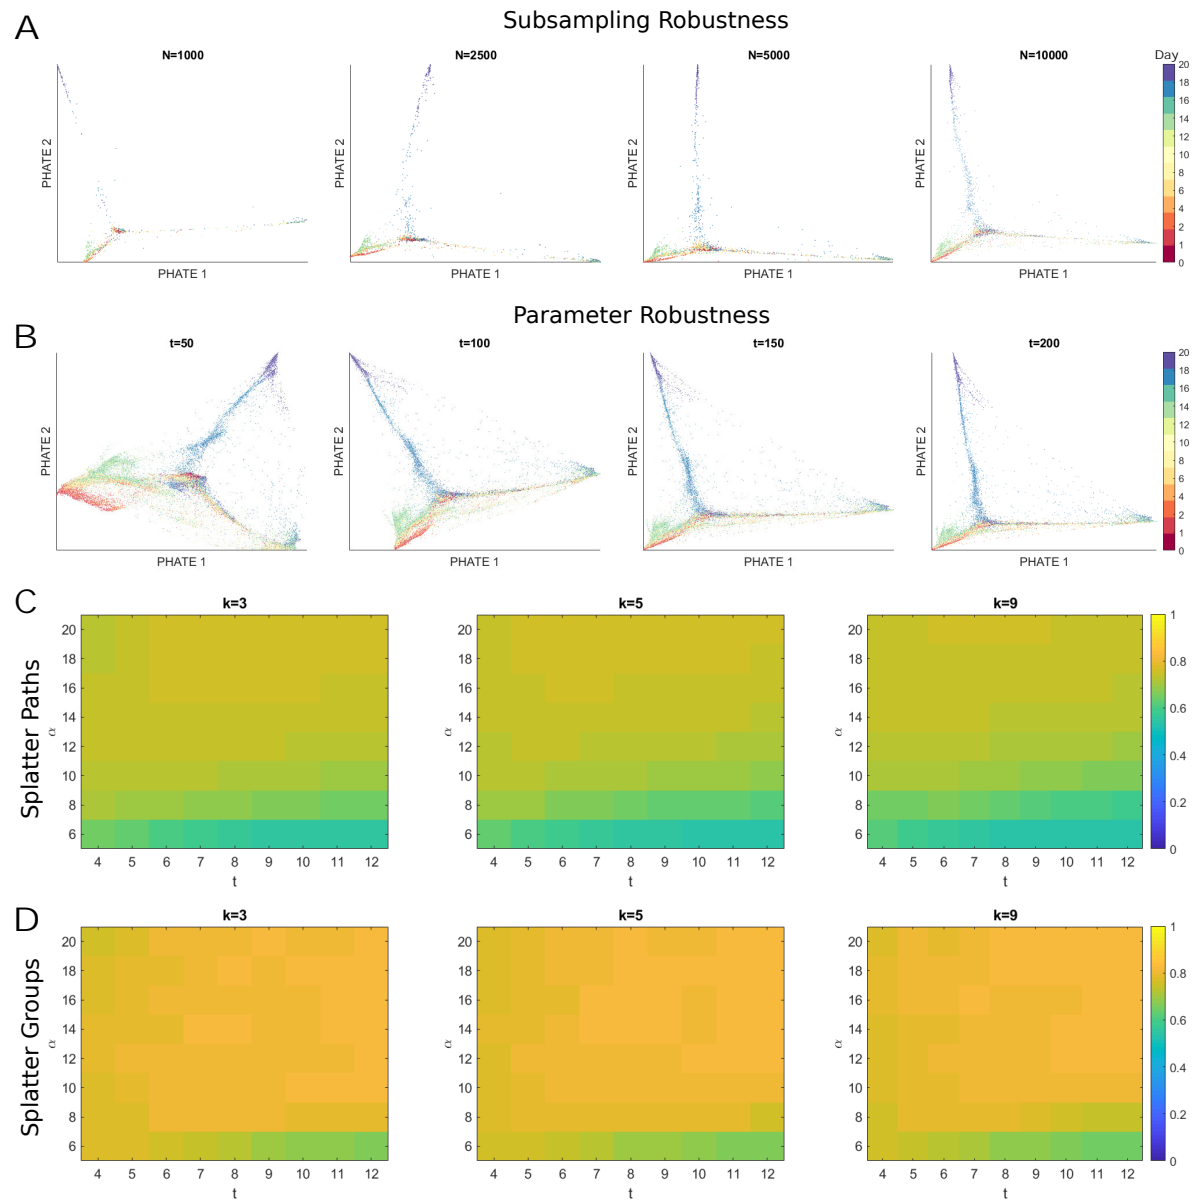 A
Subsampling Robustness
N=1000
N=2500
N=5000
N=10000
Day
PHATE 2
PHATE 2
PHATE 2
PHATE 2
20
18
16
14
12
10
8
6
4
2
1
0
PHATE 1
PHATE 1
PHATE 1
PHATE 1
B
Parameter Robustness
t=50
t=100
t=150
t=200
PHATE 2
PHATE 2
PHATE 2
PHATE 2
20
18
16
14
12
10
8
6
4
2
1
0
PHATE 1
PHATE 1
PHATE 1
PHATE 1
C
Splatter Paths
k=3
k=5
k=9
α
20
18
16
14
12
10
8
6
4 5 6 7 8 9 10 11 12
t
α
20
18
16
14
12
10
8
6
4 5 6 7 8 9 10 11 12
t
α
20
18
16
14
12
10
8
6
4 5 6 7 8 9 10 11 12
t
1
0.8
0.6
0.4
0.2
0
D
Splatter Groups
k=3
k=5
k=9
α
20
18
16
14
12
10
8
6
4 5 6 7 8 9 10 11 12
t
α
20
18
16
14
12
10
8
6
4 5 6 7 8 9 10 11 12
t
α
20
18
16
14
12
10
8
6
4 5 6 7 8 9 10 11 12
t
1
0.8
0.6
0.4
0.2
0